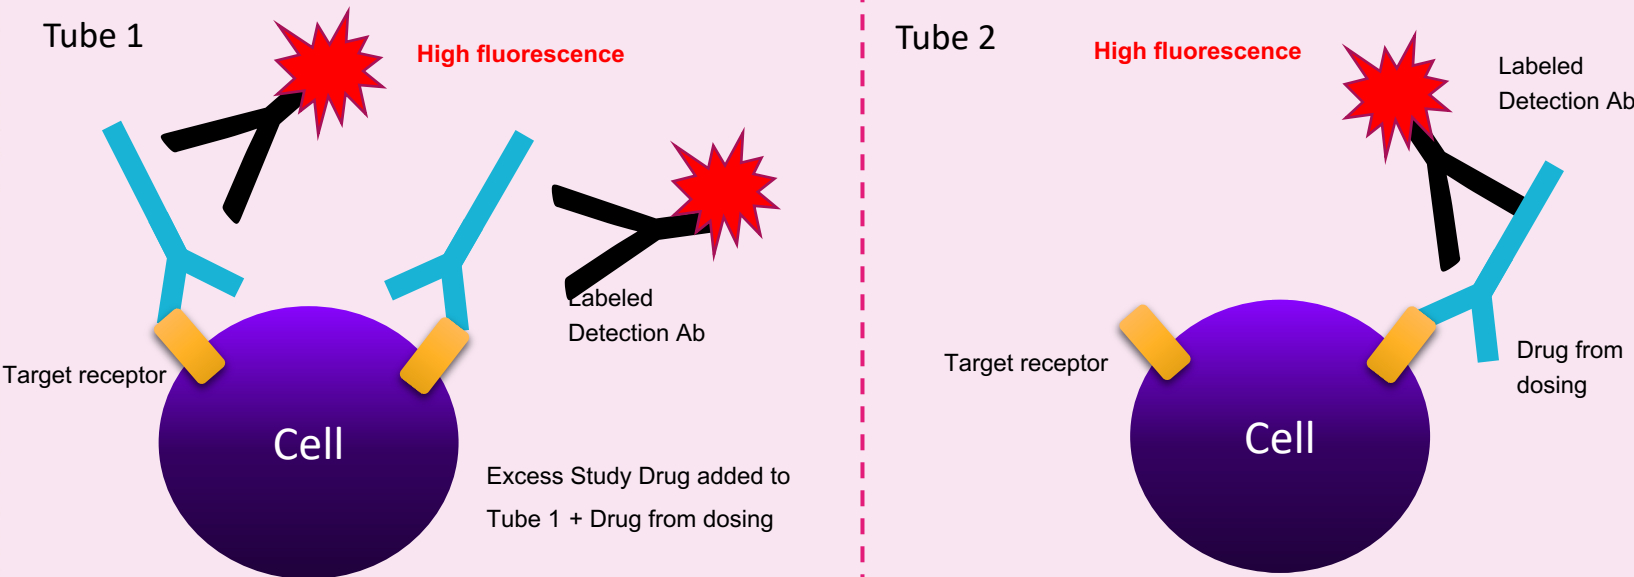 Tube 1
High fluorescence
Labeled
Detection Ab
Target receptor
Cell
Excess Study Drug added to
Tube 1 + Drug from dosing
Tube 2
High fluorescence
Labeled
Detection Ab
Target receptor
Drug from
dosing
Cell